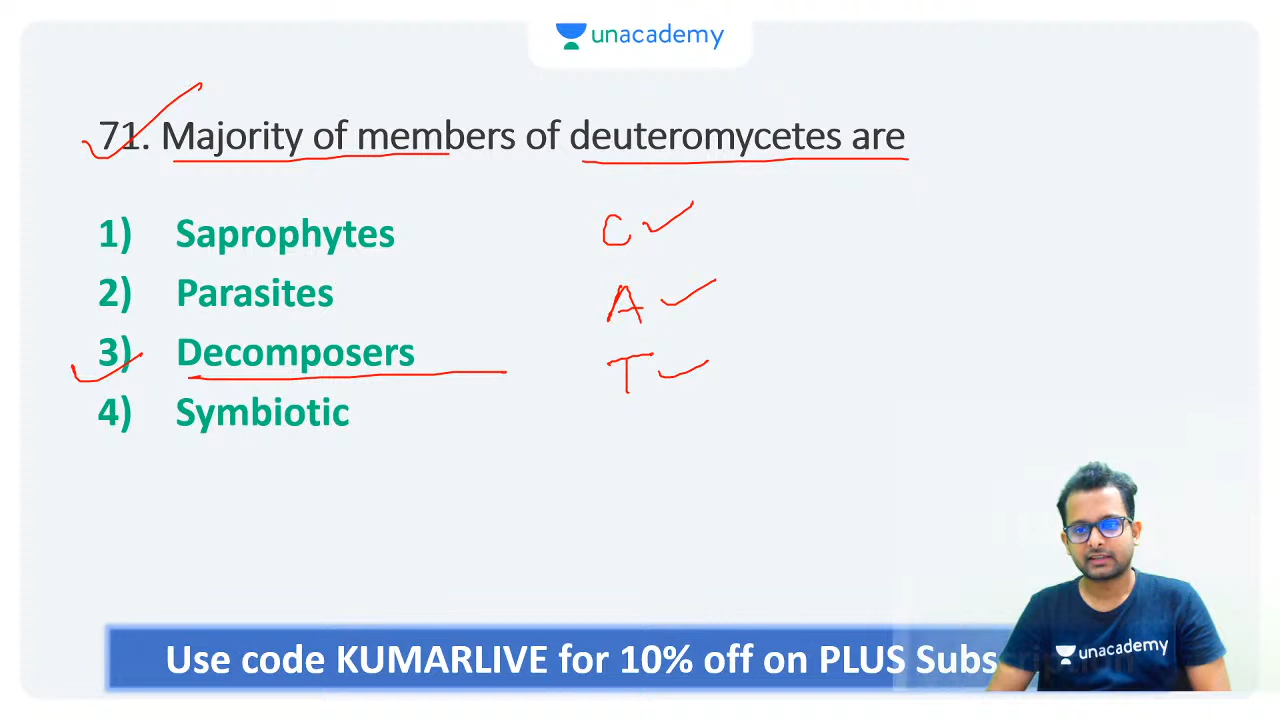 unacademy
71. Majority of members of deuteromycetes are
1) Saprophytes
2) Parasites
3) Decomposers
4) Symbiotic
C
A
T
unacademy
Use code KUMARLIVE for 10% off on PLUS Subs